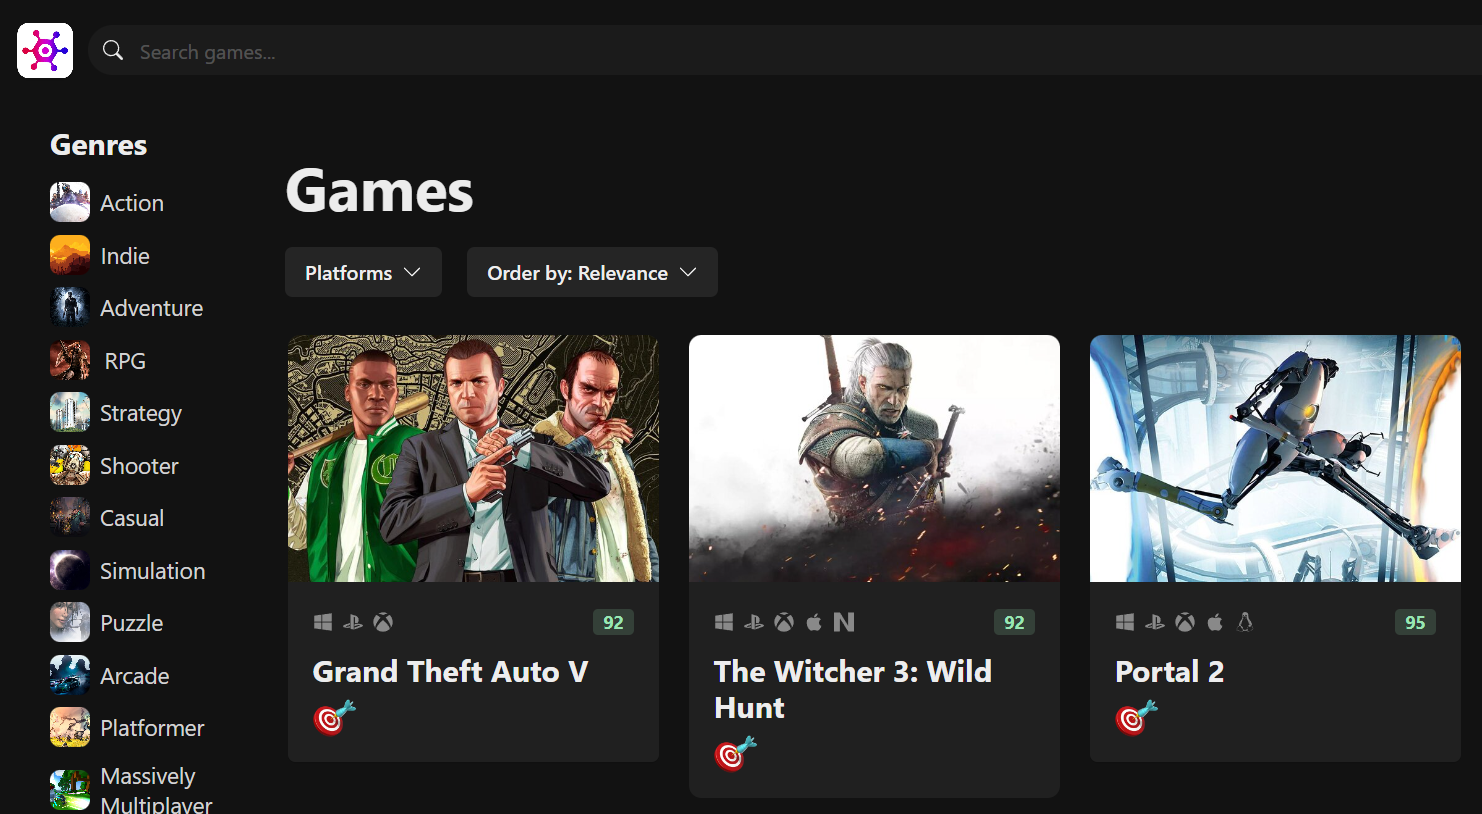 Search games...
Genres
Action
Indie
Adventure
RPG
Strategy
Shooter
Casual
Simulation
Puzzle
Arcade
Platformer
Massively
Multiplayer
Games
Platforms
Order by: Relevance
92
Grand Theft Auto V
92
The Witcher 3: Wild
Hunt
95
Portal 2